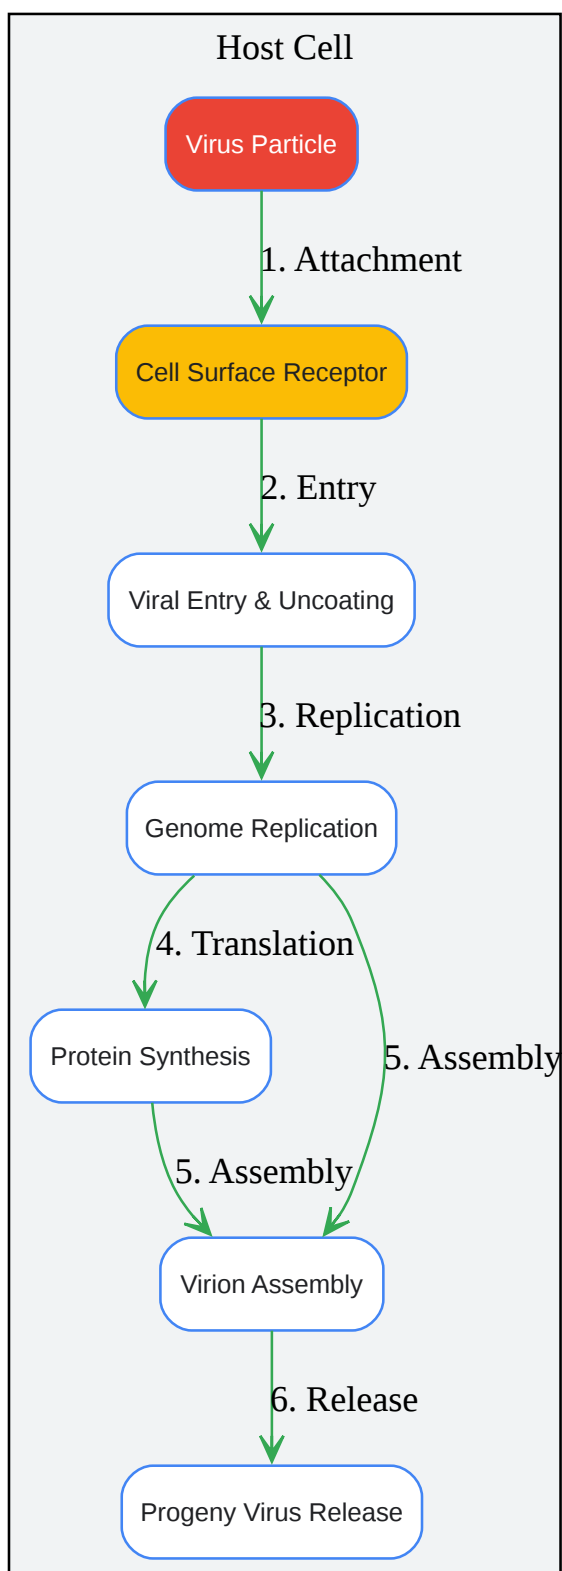 Host Cell
Virus Particle
1. Attachment
Cell Surface Receptor
2. Entry
Viral Entry & Uncoating
3. Replication
Genome Replication
4. Translation
Protein Synthesis
5. Assembly
5. Assembly
Virion Assembly
6. Release
Progeny Virus Release